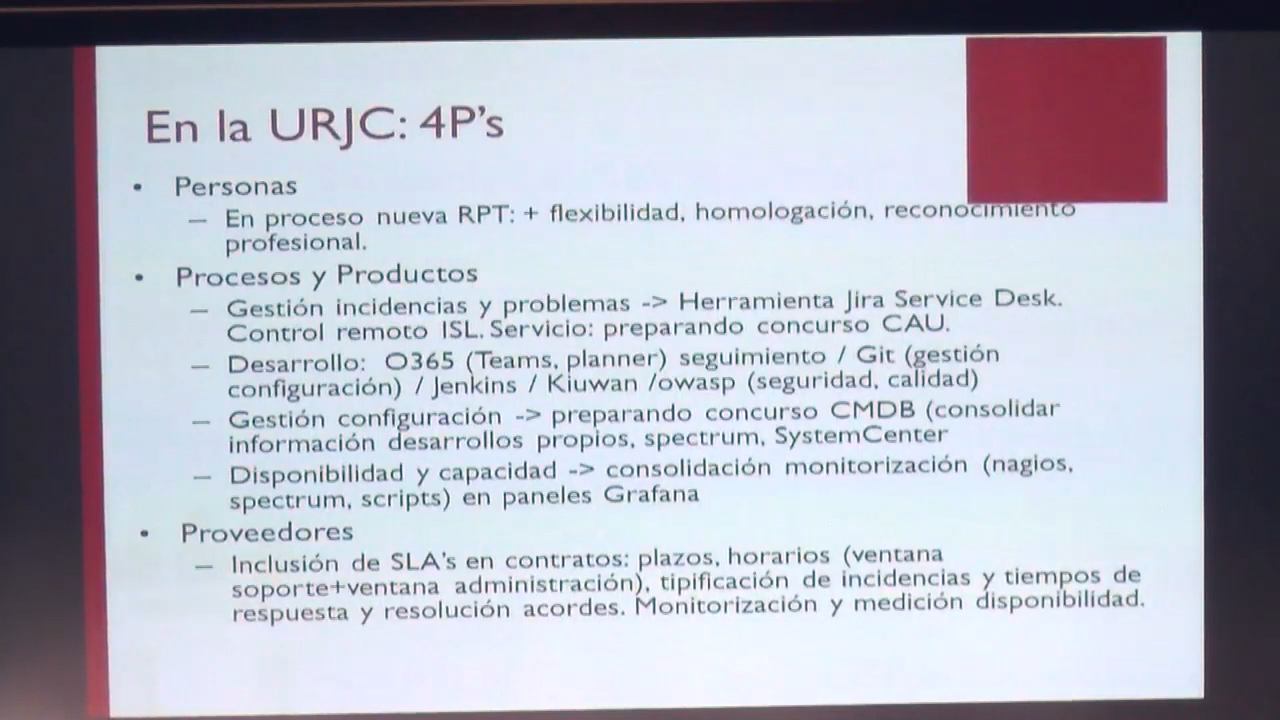 En la URJC: 4P's
• Personas
— En proceso nueva RPT: + flexibilidad, homologación, reconocimiento
profesional.
• Procesos y Productos
— Gestión incidencias y problemas -> Herramienta Jira Service Desk.
Control remoto ISL. Servicio: preparando concurso CAU.
— Desarrollo: O365 (Teams, planner) seguimiento / Git (gestión
configuración) / Jenkins / Kiuwan /owasp (seguridad, calidad)
— Gestión configuración -> preparando concurso CMDB (consolidar
información desarrollos propios, spectrum, SystemCenter
— Disponibilidad y capacidad -> consolidación monitorización (nagios,
spectrum, scripts) en paneles Grafana
• Proveedores
— Inclusión de SLA's en contratos: plazos, horarios (ventana
soporte+ventana administración), tipificación de incidencias y tiempos de
respuesta y resolución acordes. Monitorización y medición disponibilidad.